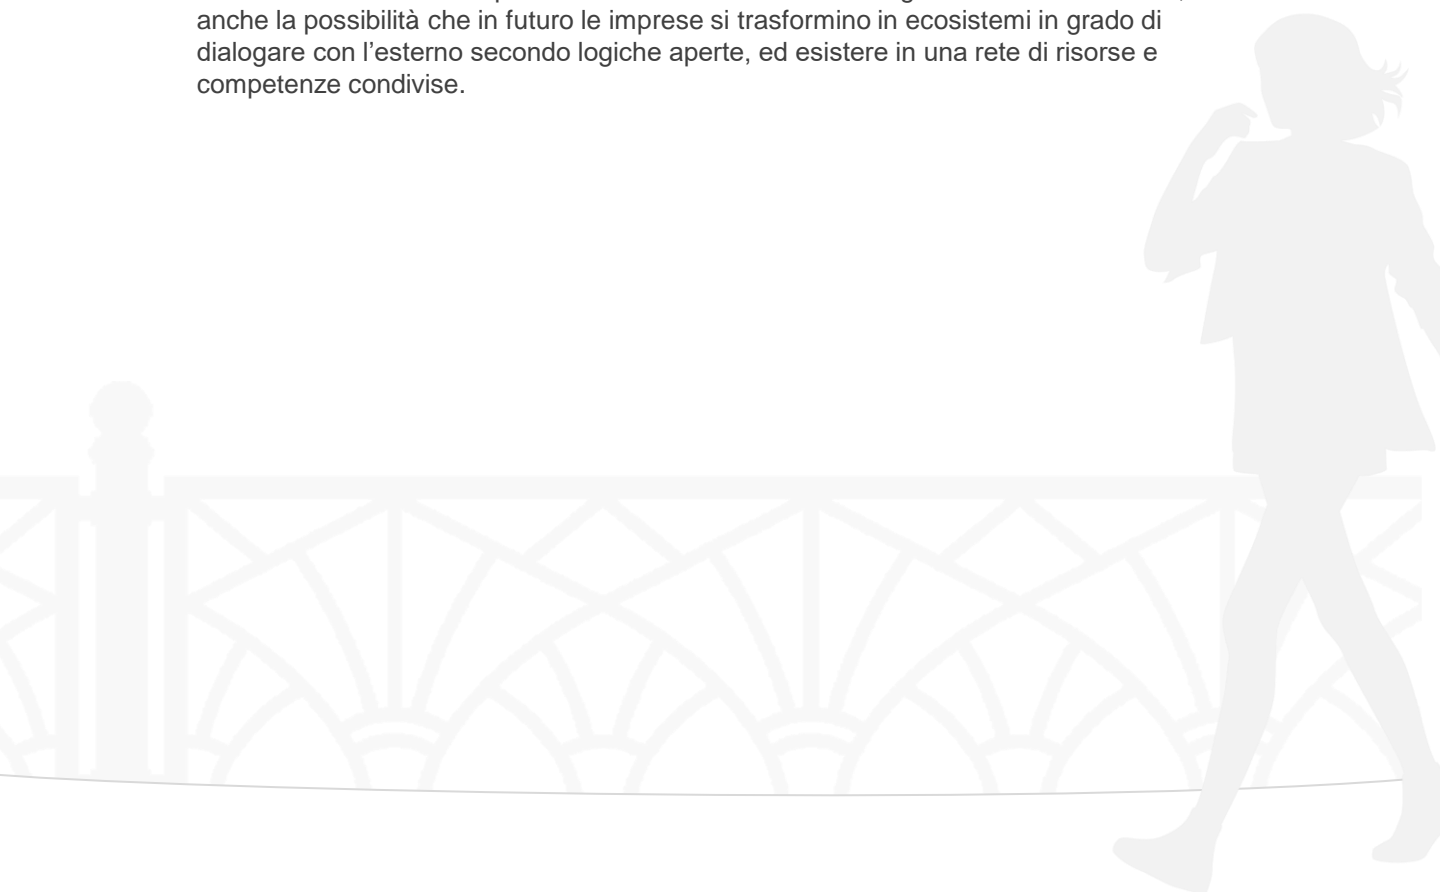 anche la possibilità che in futuro le imprese si trasformino in ecosistemi in grado di
dialogare con l’esterno secondo logiche aperte, ed esistere in una rete di risorse e
competenze condivise.